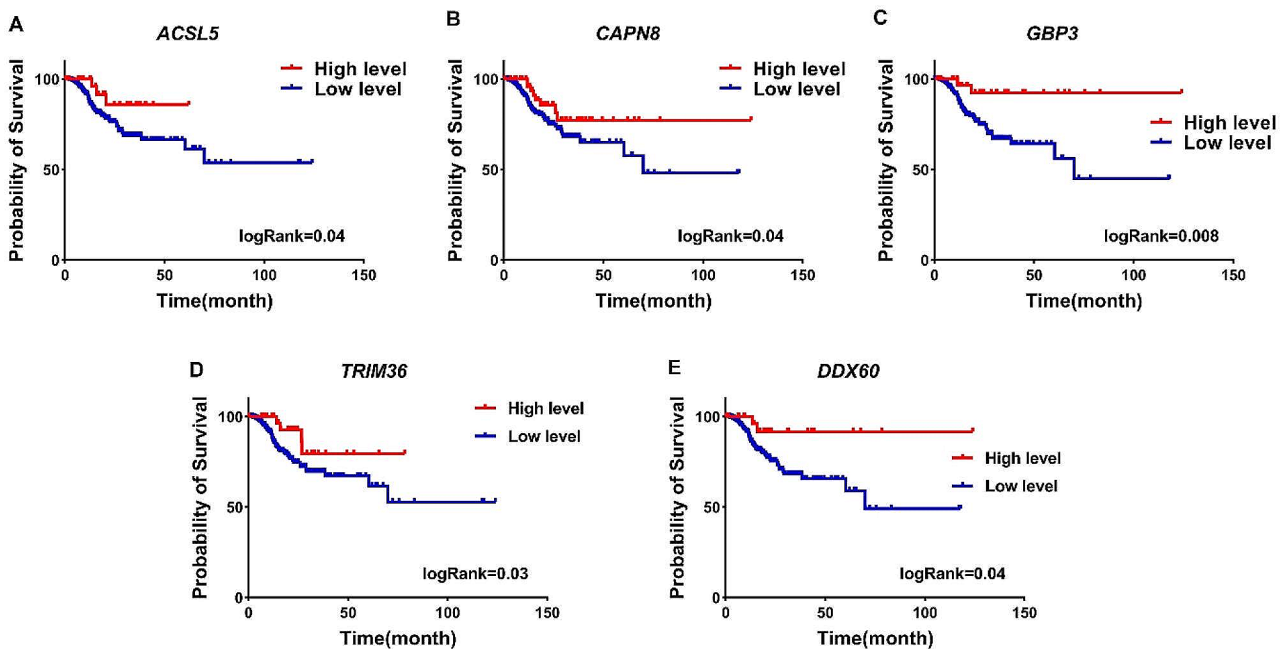 A
ACSL5
High level
Low level
Probability of Survival
100
50
0
logRank=0.04
0 50 100 150
Time(month)
B
CAPN8
High level
Low level
Probability of Survival
100
50
0
logRank=0.04
0 50 100 150
Time(month)
C
GBP3
High level
Low level
Probability of Survival
100
50
0
logRank=0.008
0 50 100 150
Time(month)
D
TRIM36
High level
Low level
Probability of Survival
100
50
0
logRank=0.03
0 50 100 150
Time(month)
E
DDX60
High level
Low level
Probability of Survival
100
50
0
logRank=0.04
0 50 100 150
Time(month)